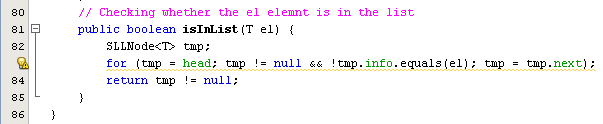 80 // Checking whether the el elemnt is in the list
81 public boolean isInList(T el) {
82 SLLNode<T> tmp;
for (tmp = head; tmp != null && !tmp.info.equals(el); tmp = tmp.next);
84 return tmp != null;
85 }
86 }